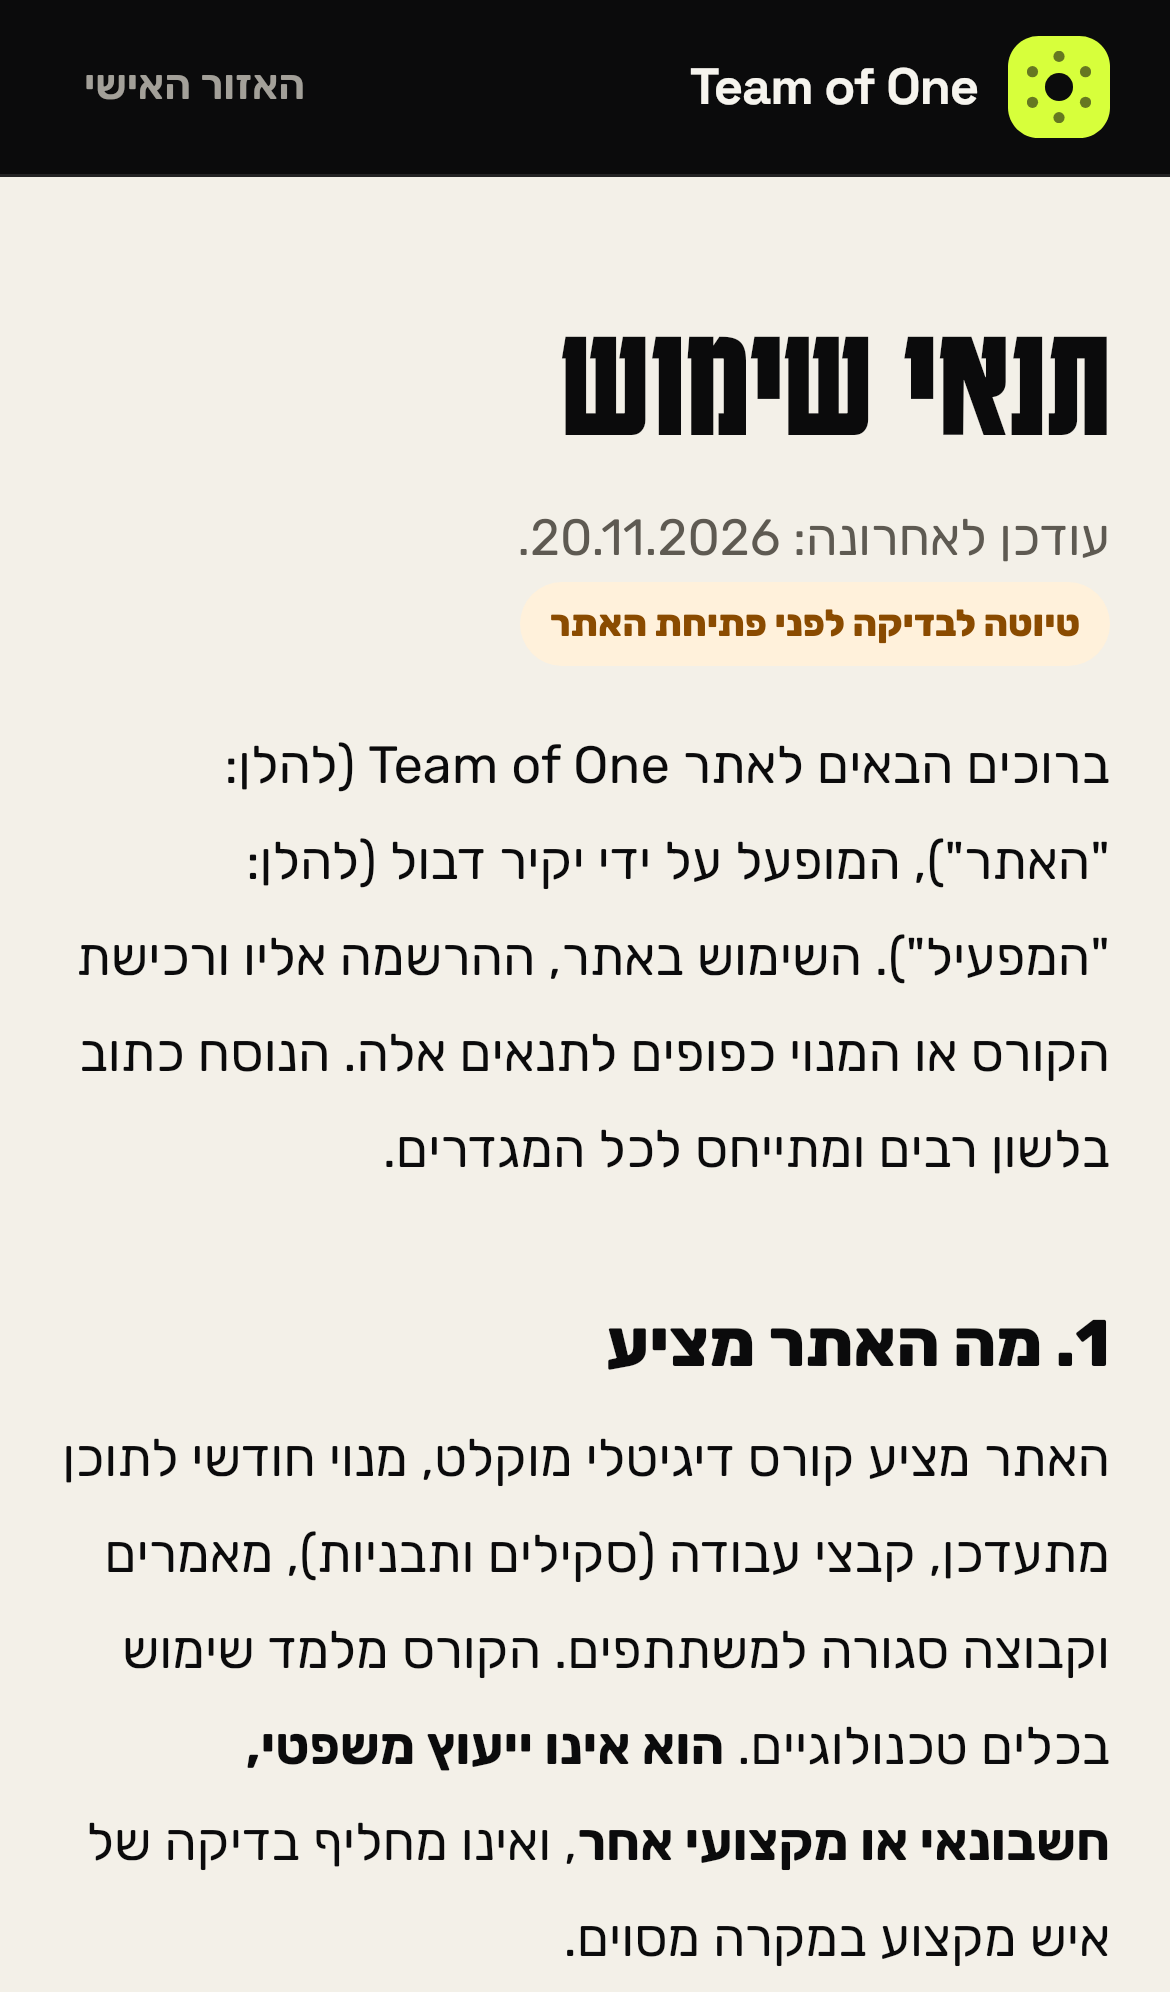 Team of One
האזור האישי
תנאי שימוש
עודכן לאחרונה: 20.11.2026.
טיוטה לבדיקה לפני פתיחת האתר
ברוכים הבאים לאתר Team of One (להלן:
"האתר"), המופעל על ידי יקיר דבול (להלן:
"המפעיל"). השימוש באתר, ההרשמה אליו ורכישת
הקורס או המנוי כפופים לתנאים אלה. הנוסח כתוב
בלשון רבים ומתייחס לכל המגדרים.
1. מה האתר מציע
האתר מציע קורס דיגיטלי מוקלט, מנוי חודשי לתוכן
מתעדכן, קבצי עבודה (סקילים ותבניות), מאמרים
וקבוצה סגורה למשתתפים. הקורס מלמד שימוש
בכלים טכנולוגיים. הוא אינו ייעוץ משפטי,
חשבונאי או מקצועי אחר, ואינו מחליף בדיקה של
איש מקצוע במקרה מסוים.